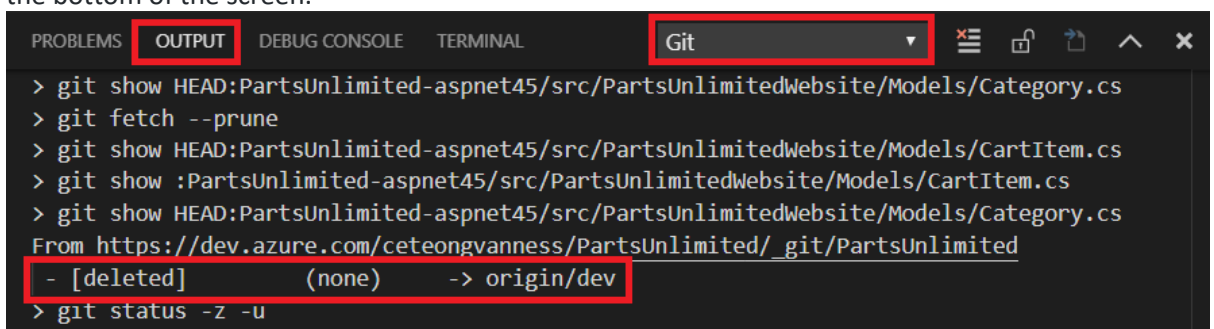 the bottom of the screen.
PROBLEMS OUTPUT DEBUG CONSOLE TERMINAL Git
> git show HEAD:PartsUnlimited-aspnet45/src/PartsUnlimitedWebsite/Models/Category.cs
> git fetch --prune
> git show HEAD:PartsUnlimited-aspnet45/src/PartsUnlimitedWebsite/Models/CartItem.cs
> git show :PartsUnlimited-aspnet45/src/PartsUnlimitedWebsite/Models/CartItem.cs
> git show HEAD:PartsUnlimited-aspnet45/src/PartsUnlimitedWebsite/Models/Category.cs
From https://dev.azure.com/ceteongvanness/PartsUnlimited/_git/PartsUnlimited
- [deleted] (none) -> origin/dev
> git status -z -u